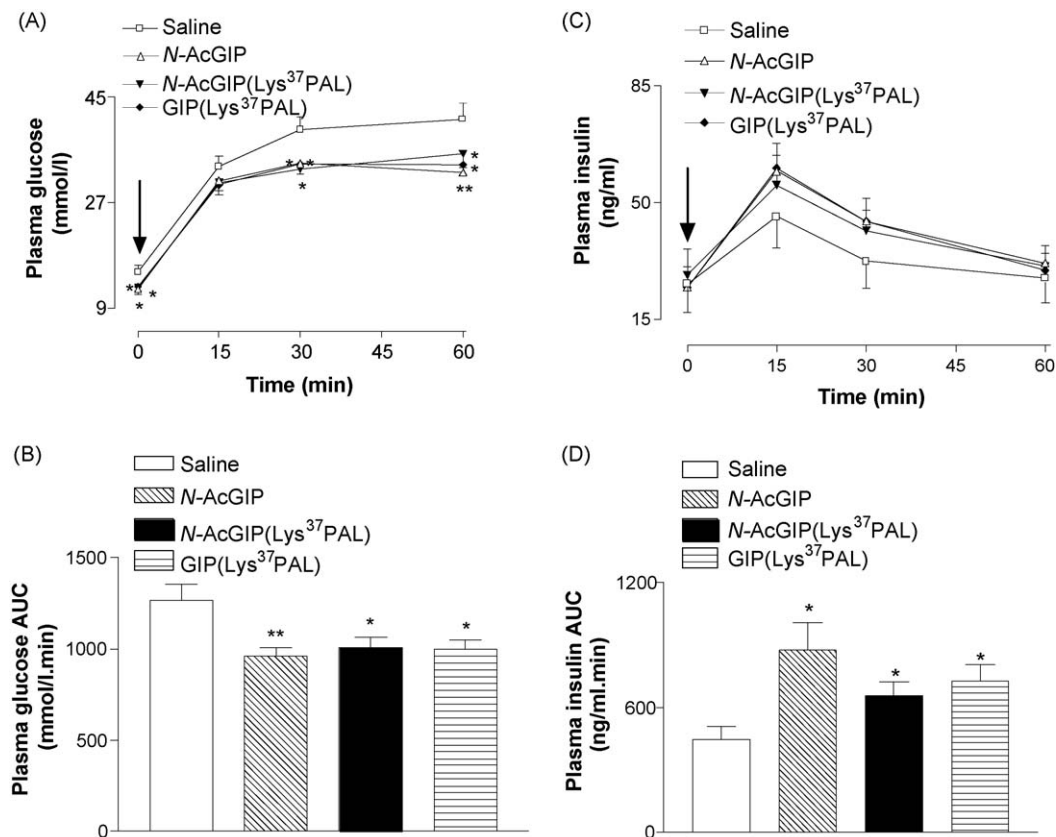 (A)
Saline
N-AcGIP
N-AcGIP(Lys³⁷PAL)
GIP(Lys³⁷PAL)
45
27
9
Plasma glucose
(mmol/l)
* * *
* * *
*
* *
**
0 15 30 45 60
Time (min)
(C)
Saline
N-AcGIP
N-AcGIP(Lys³⁷PAL)
GIP(Lys³⁷PAL)
85
50
15
Plasma insulin
(ng/ml)
0 15 30 45 60
Time (min)
(B)
Saline
N-AcGIP
N-AcGIP(Lys³⁷PAL)
GIP(Lys³⁷PAL)
1500
1000
500
0
Plasma glucose AUC
(mmol/l.min)
** * *
(D)
Saline
N-AcGIP
N-AcGIP(Lys³⁷PAL)
GIP(Lys³⁷PAL)
1200
600
0
Plasma insulin AUC
(ng/ml.min)
* * *